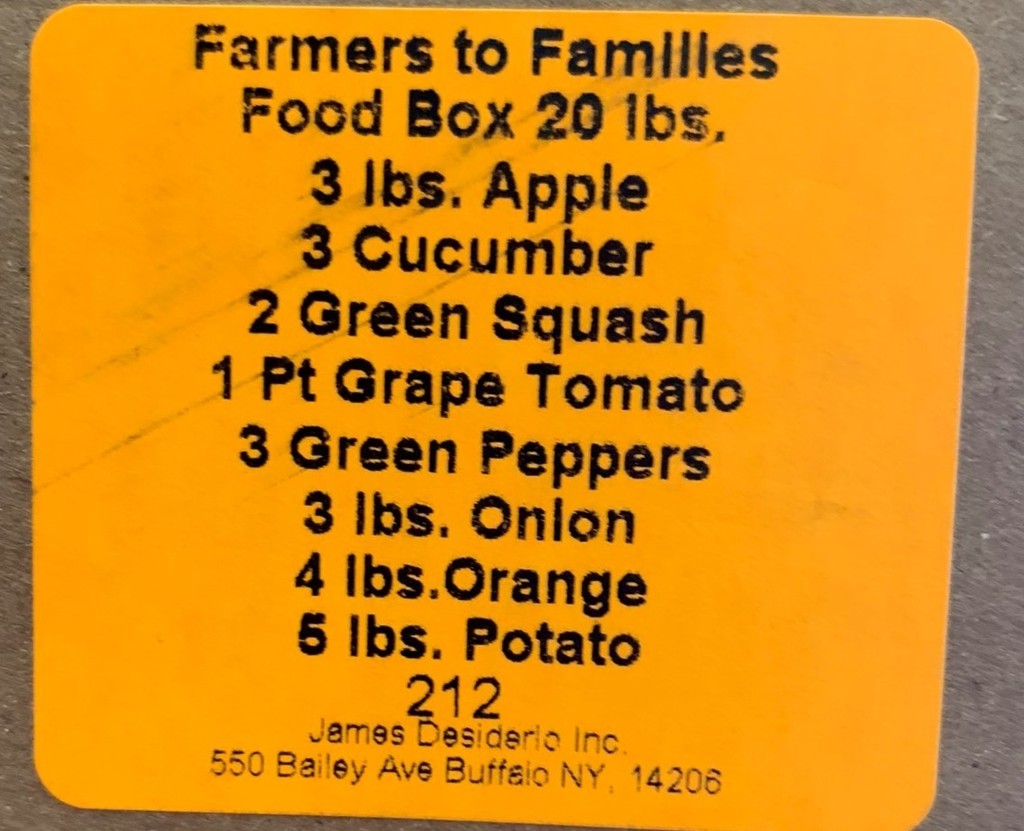 Farmers to Families
Food Box 20 lbs.
3 lbs. Apple
3 Cucumber
2 Green Squash
1 Pt Grape Tomato
3 Green Peppers
3 lbs. Onion
4 lbs.Orange
5 lbs. Potato
212
James Desiderio Inc.
550 Bailey Ave Buffalo NY, 14206